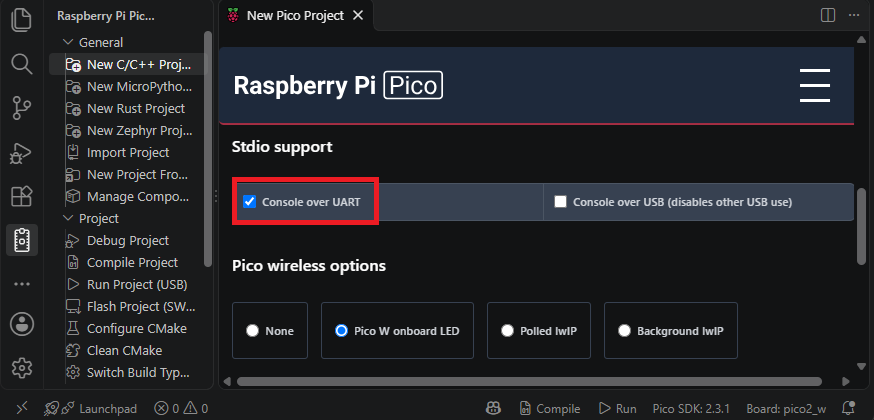 Raspberry Pi Pic...
New Pico Project
General
New C/C++ Proj...
New MicroPytho...
New Rust Project
New Zephyr Proj...
Import Project
New Project Fro...
Manage Compo...
Project
Debug Project
Compile Project
Run Project (USB)
Flash Project (SW...
Configure CMake
Clean CMake
Switch Build Typ...
Raspberry Pi Pico
Stdio support
Console over UART
Console over USB (disables other USB use)
Pico wireless options
None
Pico W onboard LED
Polled lwIP
Background lwIP
Launchpad 0 0 Compile Run Pico SDK: 2.3.1 Board: pico2_w